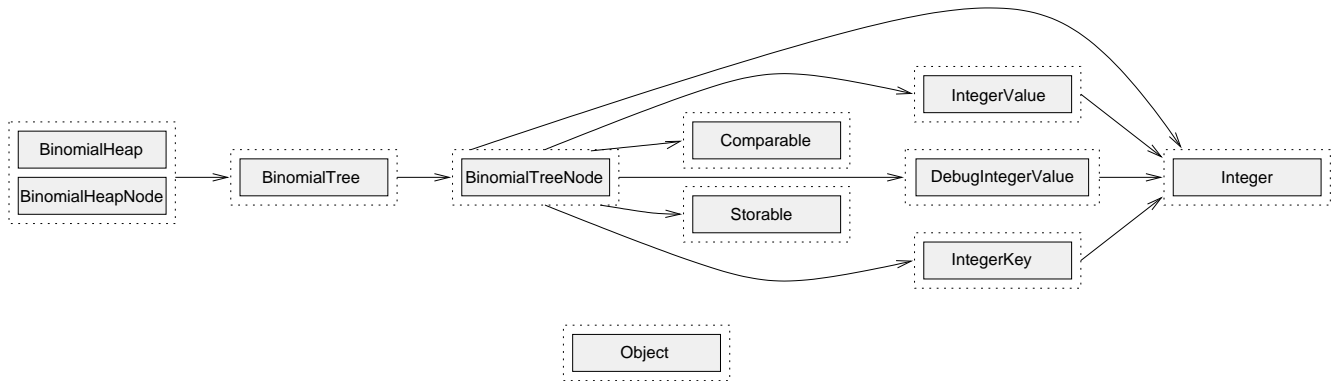 BinomialHeap
BinomialHeapNode
BinomialTree
BinomialTreeNode
Comparable
Storable
IntegerValue
DebugIntegerValue
IntegerKey
Integer
Object